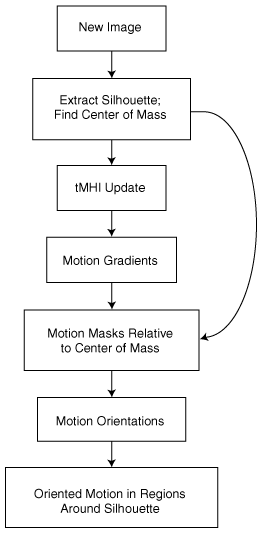 New Image
Extract Silhouette;
Find Center of Mass
tMHI Update
Motion Gradients
Motion Masks Relative
to Center of Mass
Motion Orientations
Oriented Motion in Regions
Around Silhouette